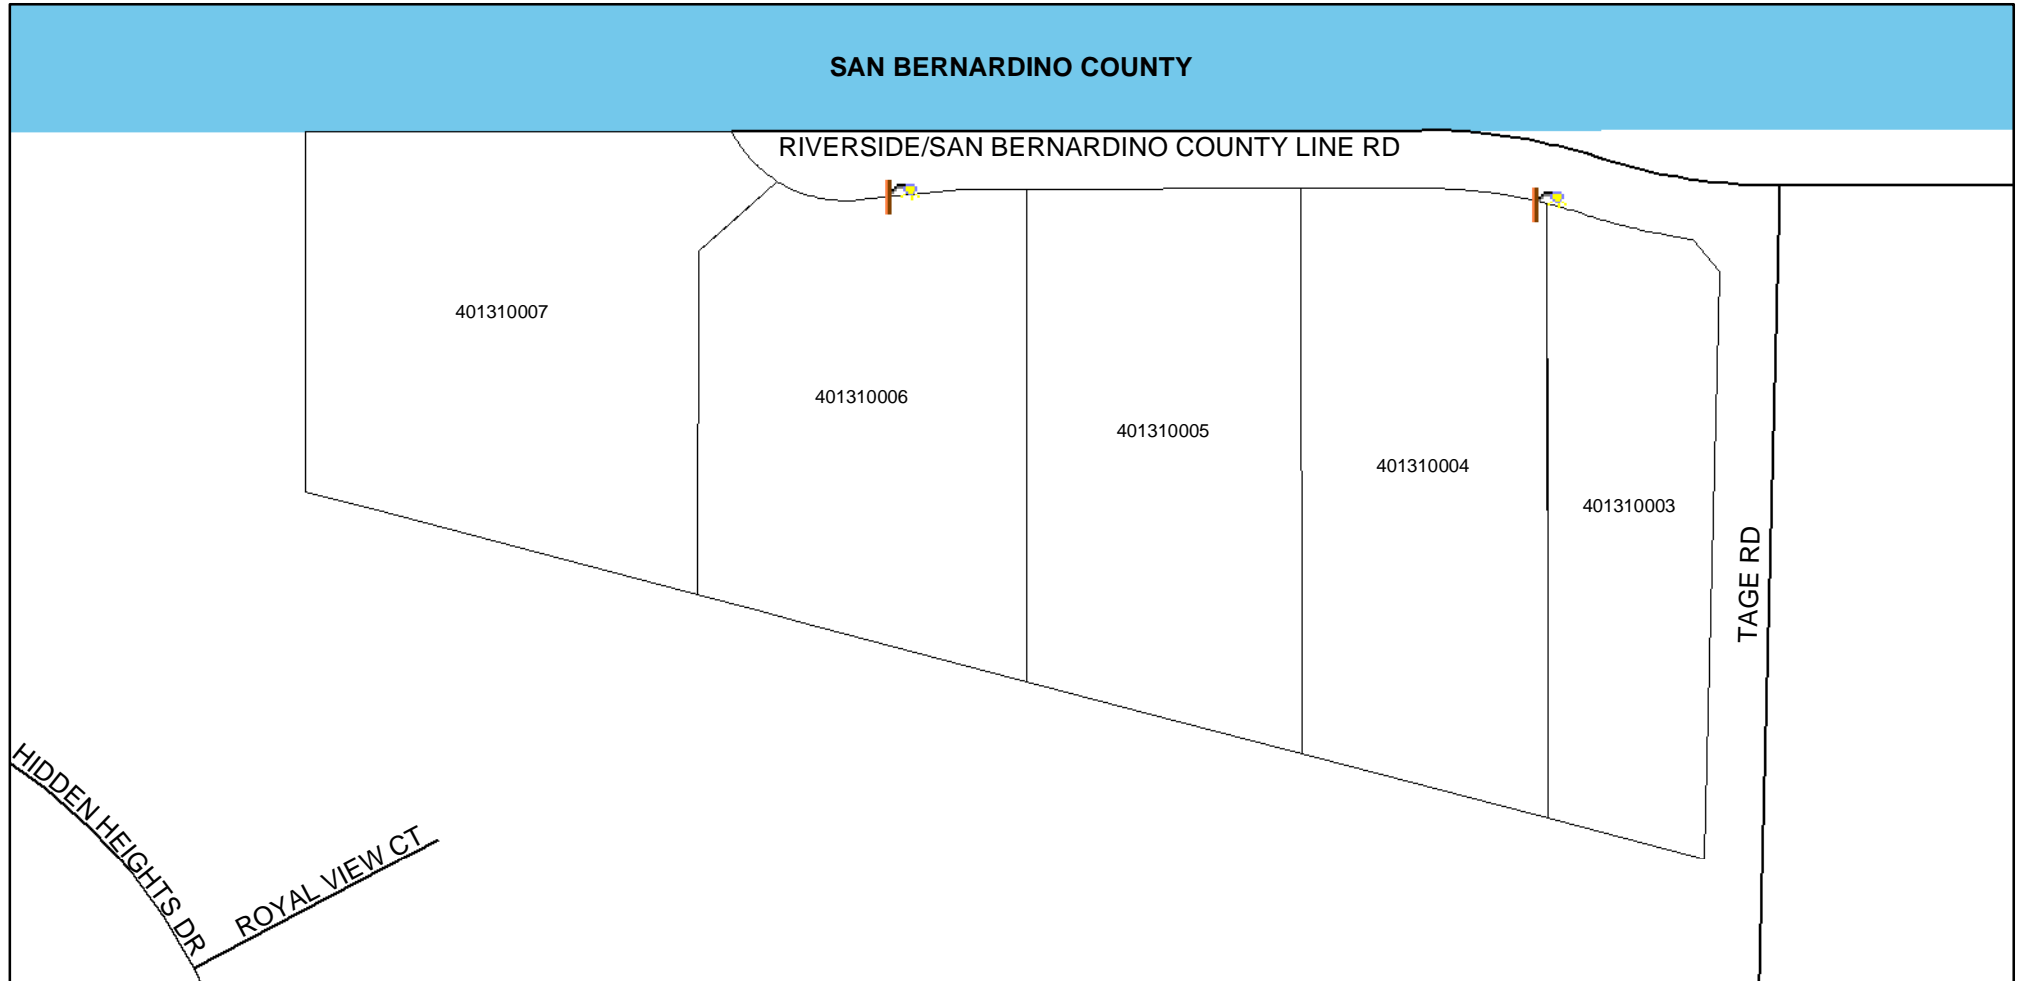 SAN BERNARDINO COUNTY
RIVERSIDE/SAN BERNARDINO COUNTY LINE RD
401310007
401310006
401310005
401310004
401310003
TAGE RD
HIDDEN HEIGHTS DR
ROYAL VIEW CT